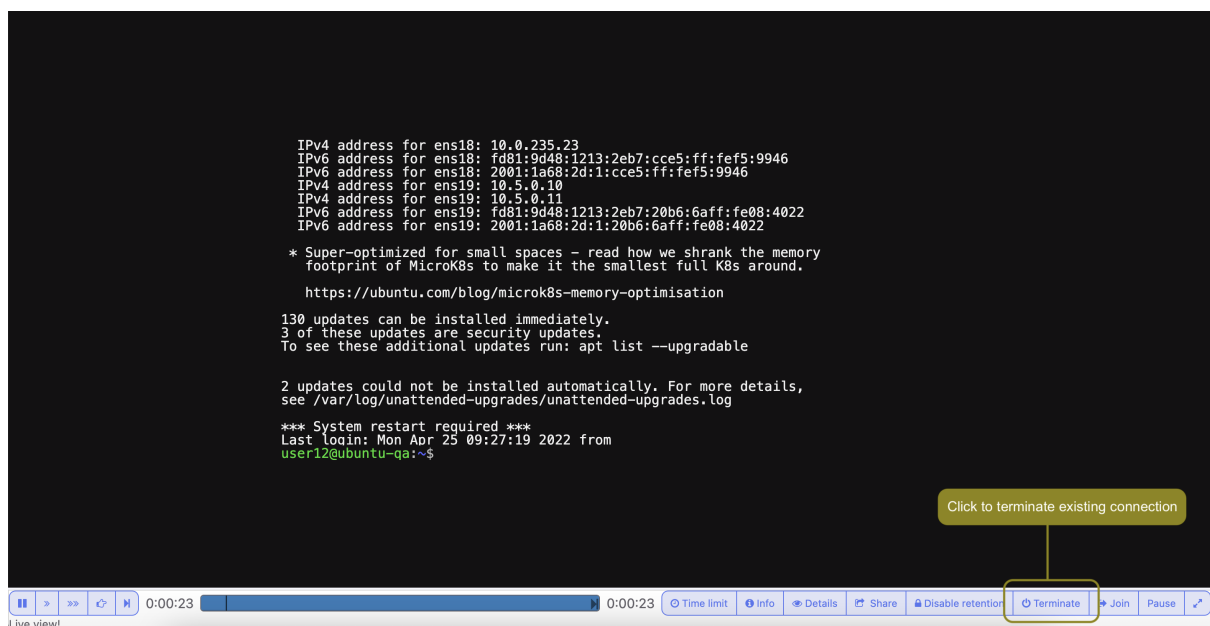 IPv4 address for ens18: 10.0.235.23
IPv6 address for ens18: fd81:9d48:1213:2eb7:cce5:ff:fef5:9946
IPv6 address for ens18: 2001:1a68:2d:1:cce5:ff:fef5:9946
IPv4 address for ens19: 10.5.0.10
IPv4 address for ens19: 10.5.0.11
IPv6 address for ens19: fd81:9d48:1213:2eb7:20b6:6aff:fe08:4022
IPv6 address for ens19: 2001:1a68:2d:1:20b6:6aff:fe08:4022
* Super-optimized for small spaces - read how we shrank the memory
footprint of MicroK8s to make it the smallest full K8s around.
https://ubuntu.com/blog/microk8s-memory-optimisation
130 updates can be installed immediately.
3 of these updates are security updates.
To see these additional updates run: apt list --upgradable
2 updates could not be installed automatically. For more details,
see /var/log/unattended-upgrades/unattended-upgrades.log
*** System restart required ***
Last login: Mon Apr 25 09:27:19 2022 from
user12@ubuntu-qa:~$
Click to terminate existing connection
0:00:23 0:00:23 Time limit Info Details Share Disable retention Terminate Join Pause
Live view!